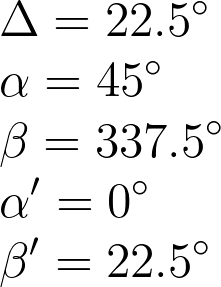 Δ = 22.5°
α = 45°
β = 337.5°
α′ = 0°
β′ = 22.5°